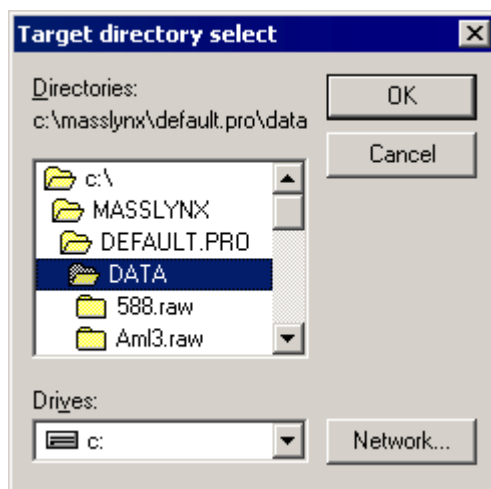 Target directory select
Directories:
c:\masslynx\default.pro\data
OK
Cancel
c:\
MASSLYNX
DEFAULT.PRO
DATA
588.raw
Aml3.raw
Drives:
c:
Network...